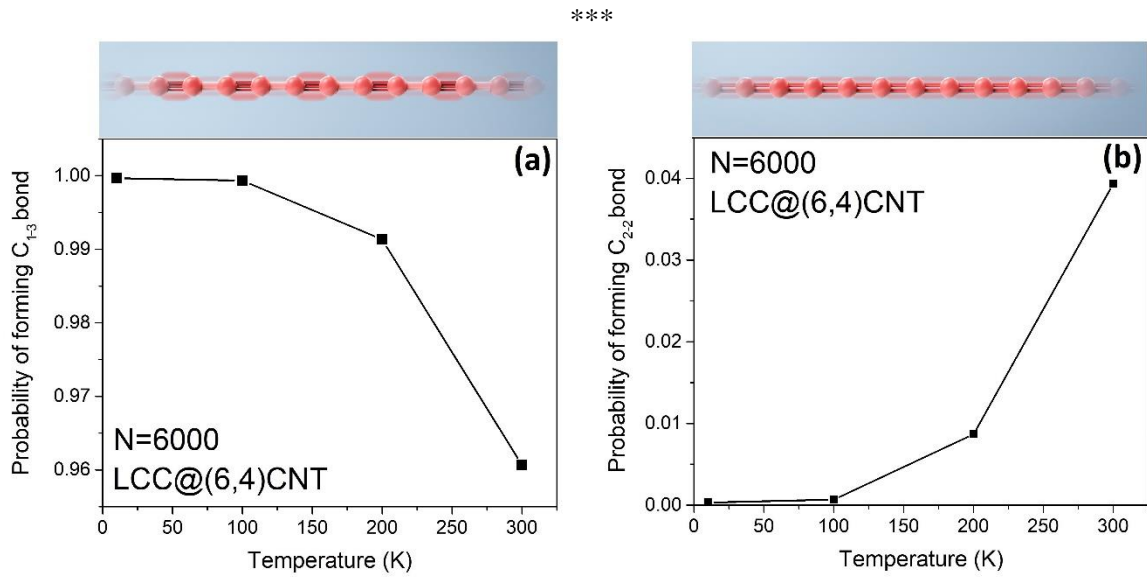 ***
(a)
Probability of forming C1-3 bond
1.00
0.99
0.98
0.97
0.96
N=6000
LCC@(6,4)CNT
0 50 100 150 200 250 300
Temperature (K)
(b)
N=6000
LCC@(6,4)CNT
Probability of forming C2-2 bond
0.04
0.03
0.02
0.01
0.00
0 50 100 150 200 250 300
Temperature (K)